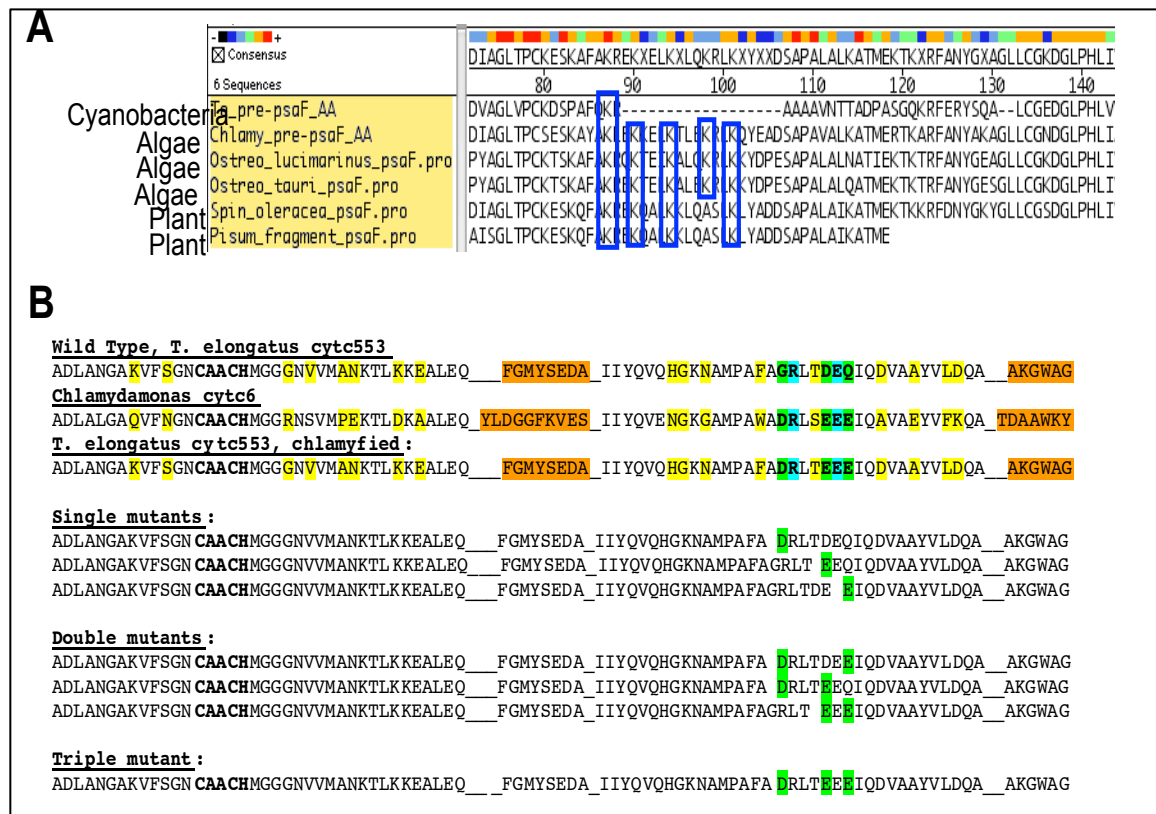 A
- +
Consensus
DIAGLTPCKESKAFAKREKXELKXLQKRLKXYXXDSAPALALKATMEKTKXRFANYGXAGLLCGKDGLPHLI
6 Sequences
80 90 100 110 120 130 140
Cyanobacteria Te_pre-psaF_AA DVAGLVPCKDSPAFQKR------------------AAAAVNTTADPASGQKRFERYSQA--LCGEDGLPHLV
Algae Chlamy_pre-psaF_AA DIAGLTPCSESKAYAKLEKKELKTLEKRLKQYEADSAPAVALKATMERTKARFANYAKAGLLCGNDGLPHLI
Algae Ostreo_lucimarinus_psaF.pro PYAGLTPCKTSKAFAKRQKTEIKALQKRLKKYDPESAPALALNATIEKTKTRFANYGEAGLLCGKDGLPHLI
Algae Ostreo_tauri_psaF.pro PYAGLTPCKTSKAFAKREKTELKALEKRLKKYDPESAPALALQATMEKTKTRFANYGESGLLCGKDGLPHLI
Plant Spin_oleracea_psaF.pro DIAGLTPCKESKQFAKREKQALKKLQASLKLYADDSAPALAIKATMEKTKKRFDNYGKYGLLCGSDGLPHLI
Plant Pisum_fragment_psaF.pro AISGLTPCKESKQFAKREKQALKKLQASLKLYADDSAPALAIKATME
B
Wild Type, T. elongatus cytc553
ADLANGAKVFSGNCAACHMGGGNVVMANKTLKKEALEQ___FGMYSEDA_IIYQVQHGKNAMPAFAGRLTDEQIQDVAAYVLDQA__AKGWAG
Chlamydamonas cytc6
ADLALGAQVFNGNCAACHMGGRNSVMPEKTLDKAALEQ_YLDGGFKVES_IIYQVENGKGAMPAWADRLSEEEIQAVAEYVFKQA_TDAAWKY
T. elongatus cytc553, chlamyfied:
ADLANGAKVFSGNCAACHMGGGNVVMANKTLKKEALEQ___FGMYSEDA_IIYQVQHGKNAMPAFADRLTEEEIQDVAAYVLDQA__AKGWAG
Single mutants:
ADLANGAKVFSGNCAACHMGGGNVVMANKTLKKEALEQ___FGMYSEDA_IIYQVQHGKNAMPAFA DRLTDEQIQDVAAYVLDQA__AKGWAG
ADLANGAKVFSGNCAACHMGGGNVVMANKTLKKEALEQ___FGMYSEDA_IIYQVQHGKNAMPAFAGRLT EEQIQDVAAYVLDQA__AKGWAG
ADLANGAKVFSGNCAACHMGGGNVVMANKTLKKEALEQ___FGMYSEDA_IIYQVQHGKNAMPAFAGRLTDE EIQDVAAYVLDQA__AKGWAG
Double mutants:
ADLANGAKVFSGNCAACHMGGGNVVMANKTLKKEALEQ___FGMYSEDA_IIYQVQHGKNAMPAFA DRLTDEEIQDVAAYVLDQA__AKGWAG
ADLANGAKVFSGNCAACHMGGGNVVMANKTLKKEALEQ___FGMYSEDA_IIYQVQHGKNAMPAFA DRLTEEQIQDVAAYVLDQA__AKGWAG
ADLANGAKVFSGNCAACHMGGGNVVMANKTLKKEALEQ___FGMYSEDA_IIYQVQHGKNAMPAFAGRLT EEEIQDVAAYVLDQA__AKGWAG
Triple mutant:
ADLANGAKVFSGNCAACHMGGGNVVMANKTLKKEALEQ__ _FGMYSEDA_IIYQVQHGKNAMPAFA DRLTEEEIQDVAAYVLDQA__AKGWAG